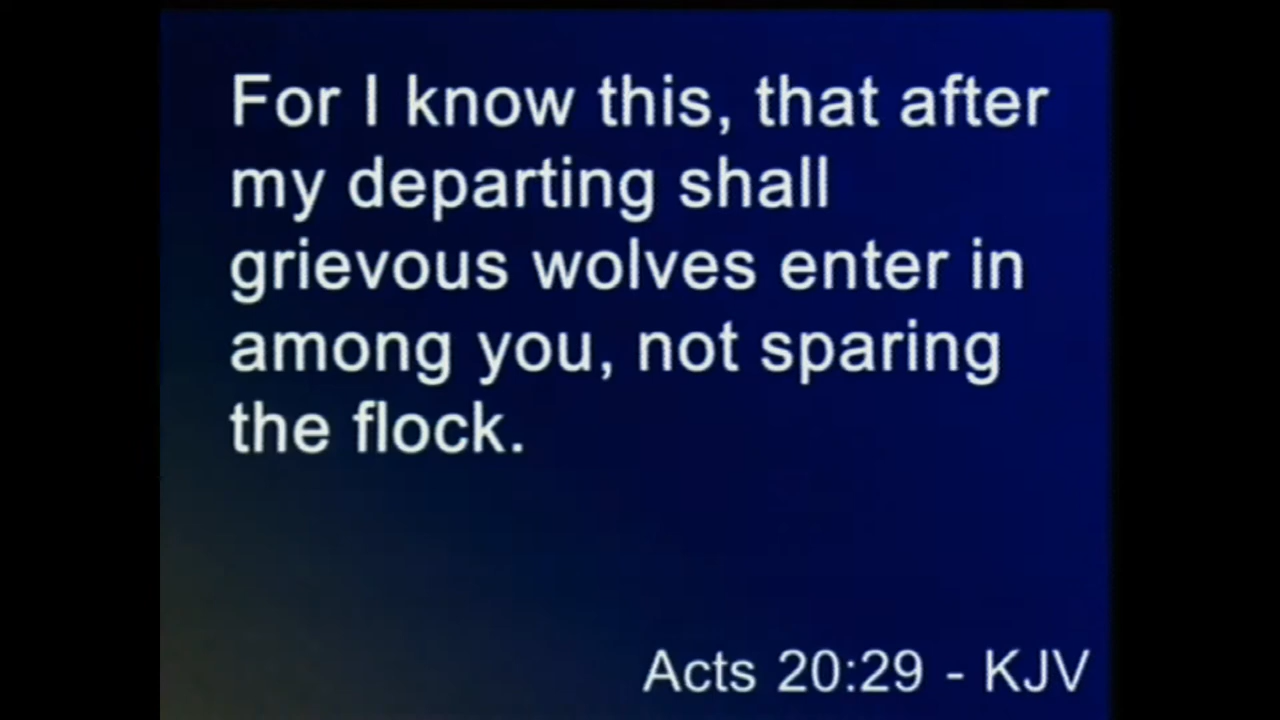 For I know this, that after
my departing shall
grievous wolves enter in
among you, not sparing
the flock.
Acts 20:29 - KJV